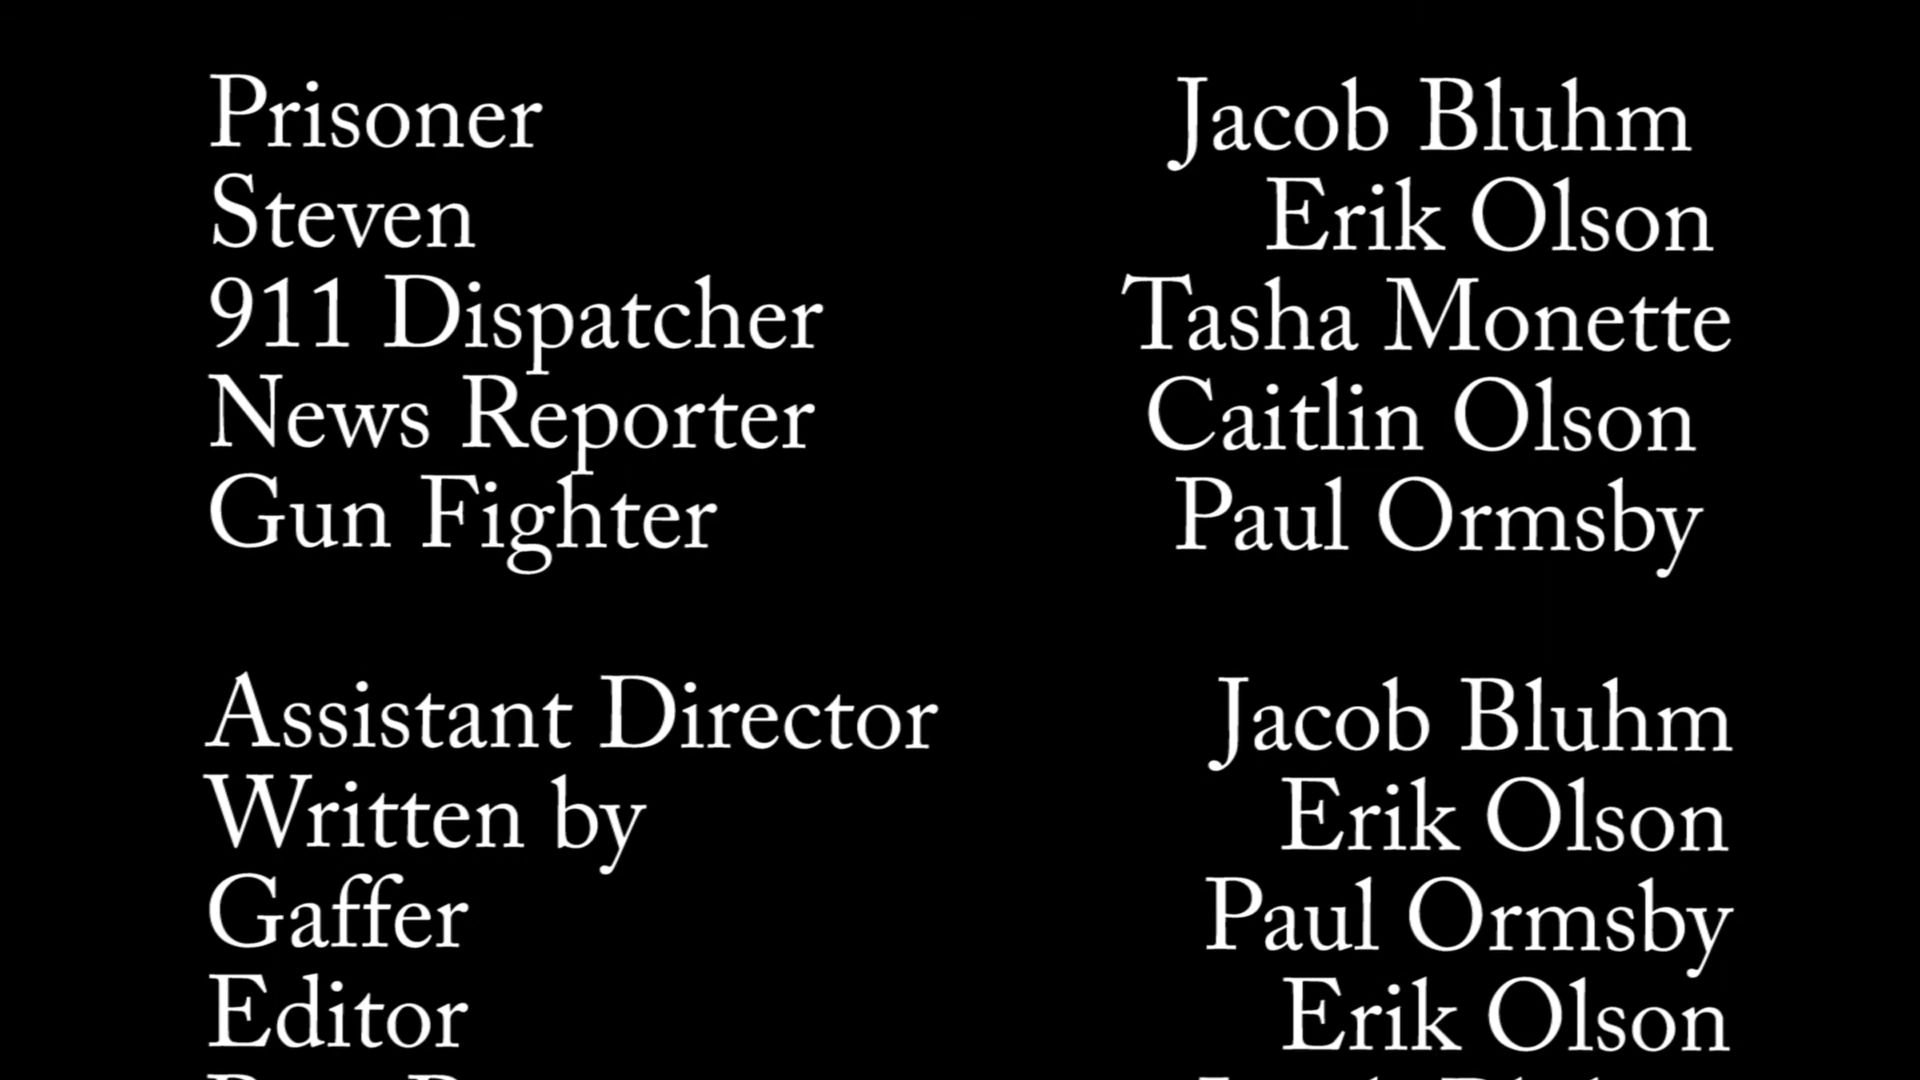 Prisoner Jacob Bluhm
Steven Erik Olson
911 Dispatcher Tasha Monette
News Reporter Caitlin Olson
Gun Fighter Paul Ormsby
Assistant Director Jacob Bluhm
Written by Erik Olson
Gaffer Paul Ormsby
Editor Erik Olson